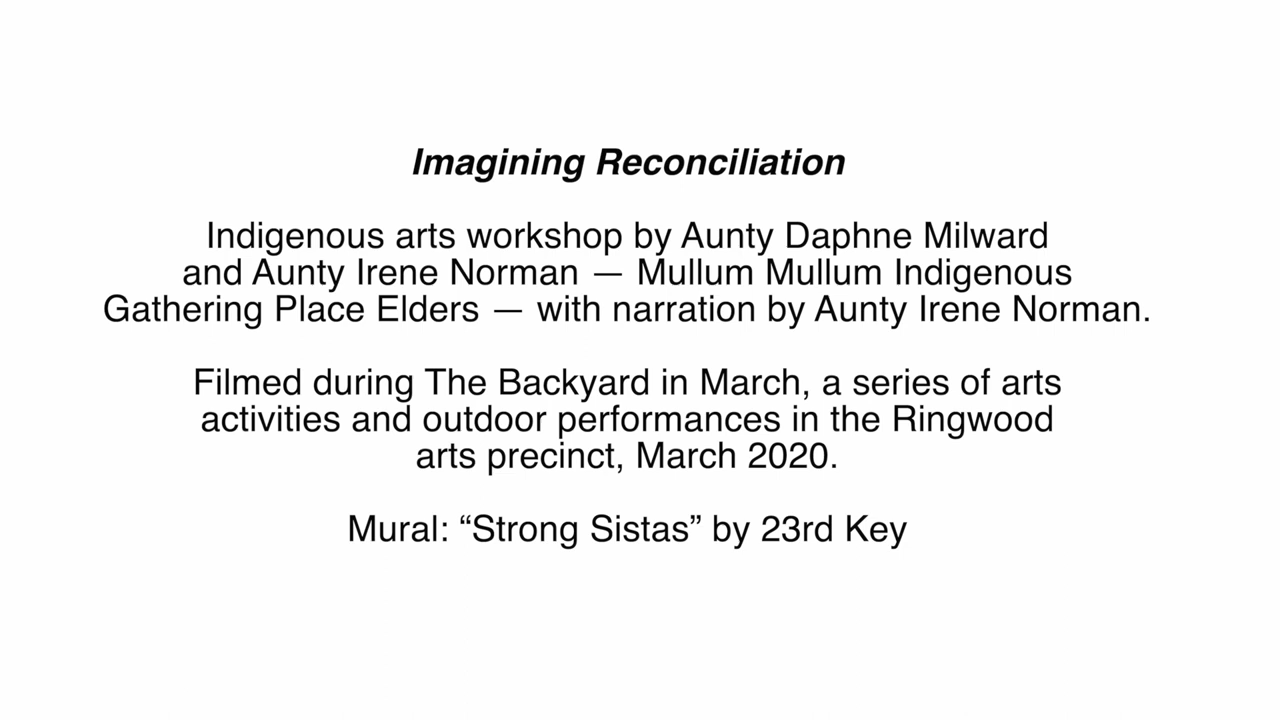 Imagining Reconciliation
Indigenous arts workshop by Aunty Daphne Milward
and Aunty Irene Norman — Mullum Mullum Indigenous
Gathering Place Elders — with narration by Aunty Irene Norman.
Filmed during The Backyard in March, a series of arts
activities and outdoor performances in the Ringwood
arts precinct, March 2020.
Mural: “Strong Sistas” by 23rd Key